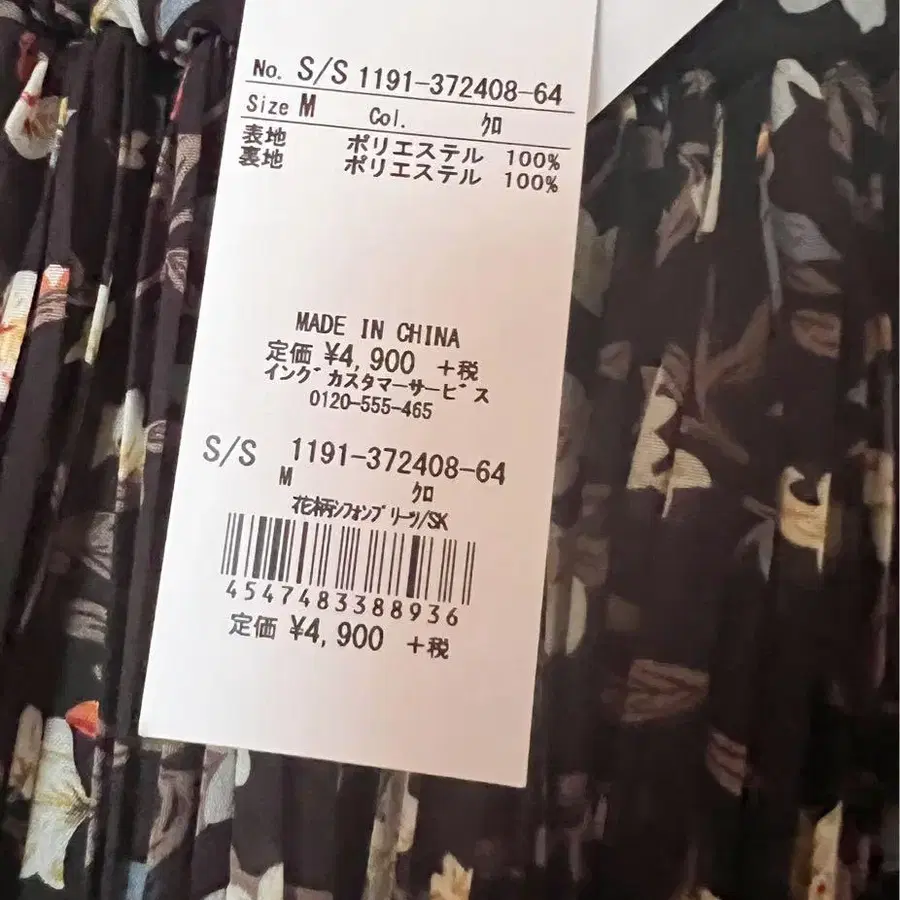 No. S/S 1191-372408-64
Size M Col. ｸﾛ
表地 ポリエステル 100%
裏地 ポリエステル 100%
MADE IN CHINA
定価 ¥4,900 +税
イングﾞカスタマーサービﾞス
0120-555-465
S/S 1191-372408-64
M ｸﾛ
花柄ｼﾌｫﾝﾌﾟﾘｰﾂ/SK
4547483388936
定価 ¥4,900 +税